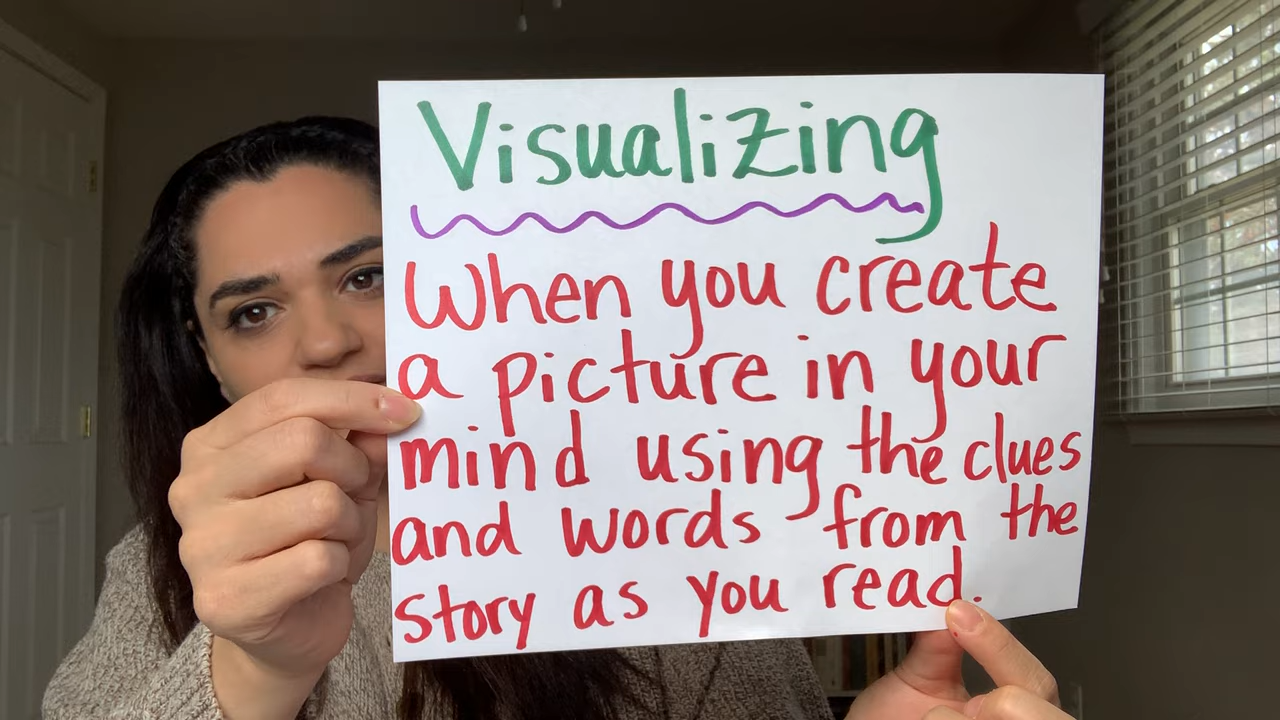 Visualizing
When you create
a picture in your
mind using the clues
and words from the
story as you read.